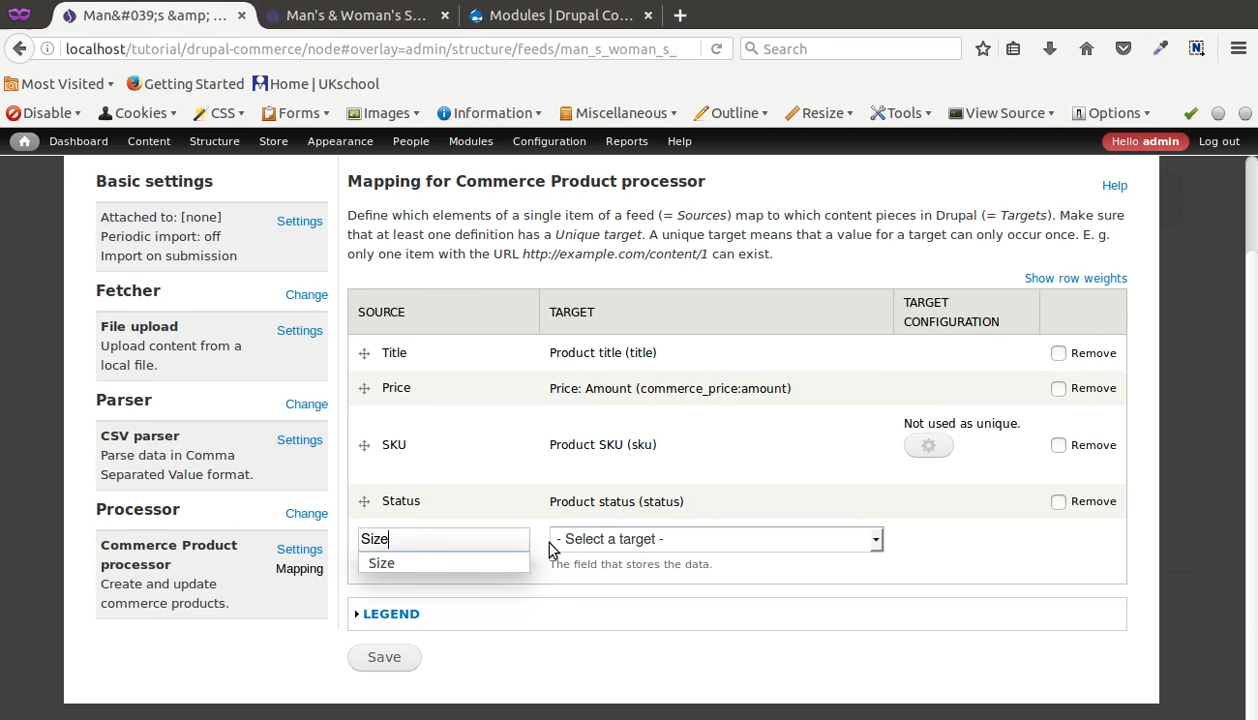 Man&#039;s &amp; ... × Man's & Woman's S... × Modules | Drupal Co... × +
localhost/tutorial/drupal-commerce/node#overlay=admin/structure/feeds/man_s_woman_s_ Search
Most Visited Getting Started Home | UKschool
Disable Cookies CSS Forms Images Information Miscellaneous Outline Resize Tools View Source Options
Dashboard Content Structure Store Appearance People Modules Configuration Reports Help Hello admin Log out
Basic settings
Attached to: [none] Settings
Periodic import: off
Import on submission
Fetcher Change
File upload Settings
Upload content from a
local file.
Parser Change
CSV parser Settings
Parse data in Comma
Separated Value format.
Processor Change
Commerce Product Settings
processor Mapping
Create and update
commerce products.
Mapping for Commerce Product processor
Help
Define which elements of a single item of a feed (= Sources) map to which content pieces in Drupal (= Targets). Make sure
that at least one definition has a Unique target. A unique target means that a value for a target can only occur once. E. g.
only one item with the URL http://example.com/content/1 can exist.
Show row weights
SOURCE TARGET TARGET
CONFIGURATION
Title Product title (title) Remove
Price Price: Amount (commerce_price:amount) Remove
Not used as unique.
SKU Product SKU (sku) Remove
Status Product status (status) Remove
Size - Select a target -
Size The field that stores the data.
LEGEND
Save